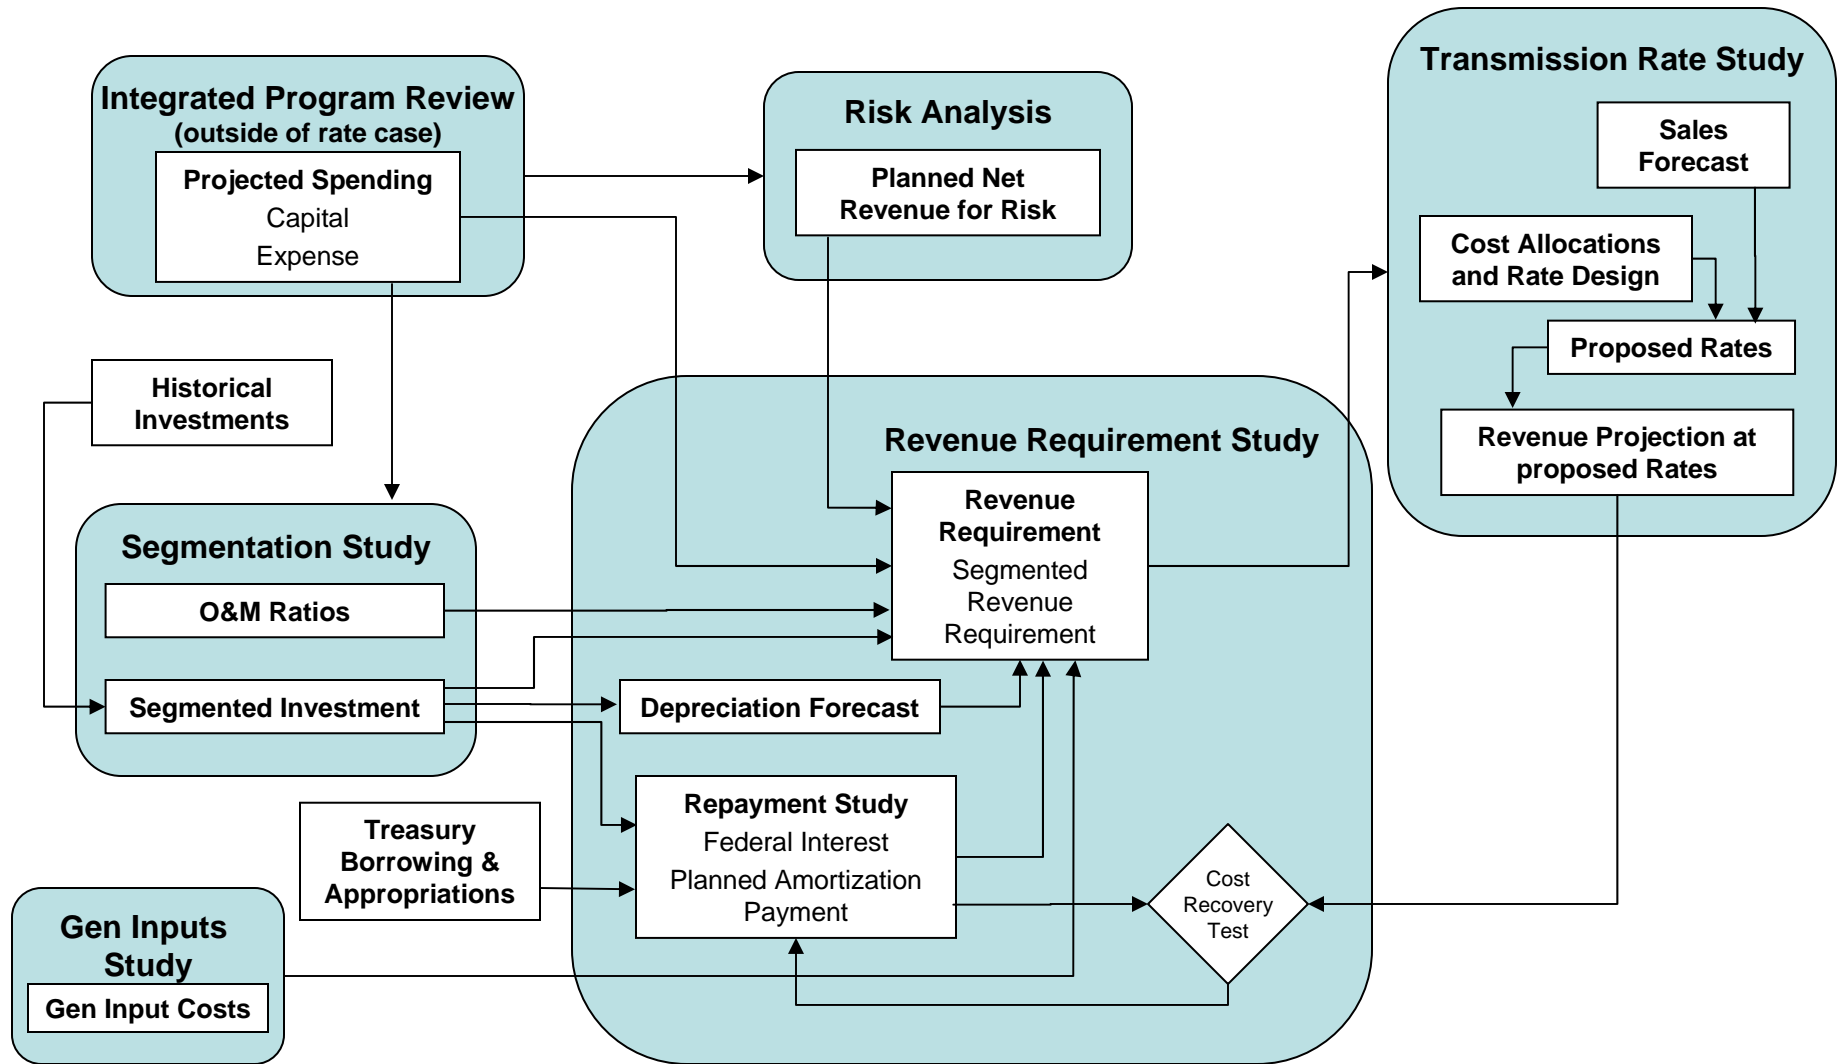 Integrated Program Review
(outside of rate case)
Projected Spending
Capital
Expense
Risk Analysis
Planned Net
Revenue for Risk
Transmission Rate Study
Sales
Forecast
Cost Allocations
and Rate Design
Proposed Rates
Revenue Projection at
proposed Rates
Historical
Investments
Segmentation Study
O&M Ratios
Segmented Investment
Revenue Requirement Study
Revenue
Requirement
Segmented
Revenue
Requirement
Depreciation Forecast
Repayment Study
Federal Interest
Planned Amortization
Payment
Treasury
Borrowing &
Appropriations
Cost
Recovery
Test
Gen Inputs
Study
Gen Input Costs